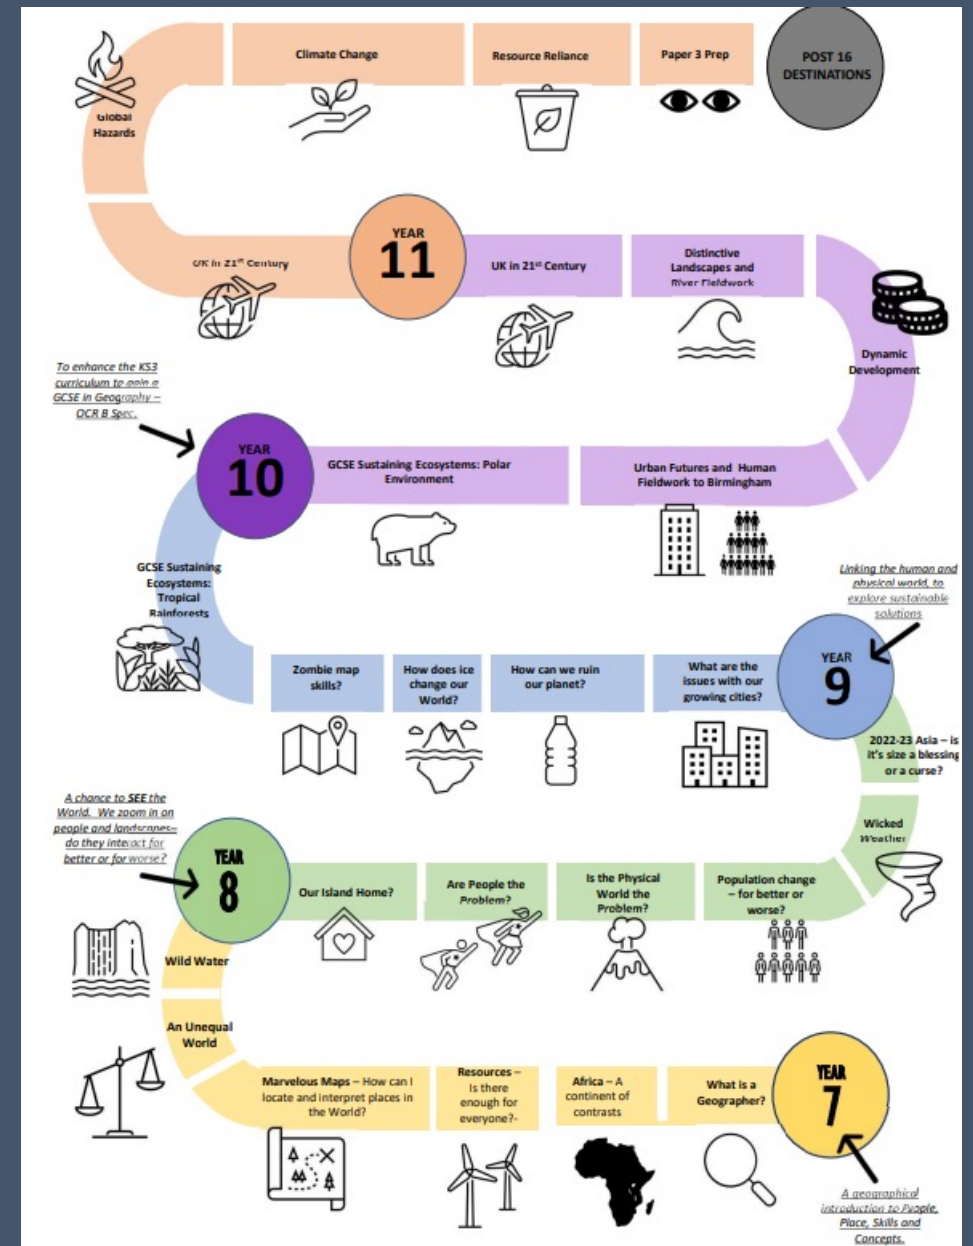 Climate Change
Resource Reliance
Paper 3 Prep
POST 16
DESTINATIONS
Global
Hazards
YEAR
11
UK in 21st Century
UK in 21st Century
Distinctive
Landscapes and
River Fieldwork
Dynamic
Development
To enhance the KS3
curriculum to gain a
GCSE in Geography –
OCR B Spec.
YEAR
10
GCSE Sustaining Ecosystems: Polar
Environment
Urban Futures and Human
Fieldwork to Birmingham
GCSE Sustaining
Ecosystems:
Tropical
Rainforests
Linking the human and
physical world, to
explore sustainable
solutions
Zombie map
skills?
How does ice
change our
World?
How can we ruin
our planet?
What are the
issues with our
growing cities?
YEAR
9
2022-23 Asia – is
it's size a blessing
or a curse?
A chance to SEE the
World. We zoom in on
people and landscapes–
do they interact for
better or for worse?
Wicked
Weather
YEAR
8
Our Island Home?
Are People the
Problem?
Is the Physical
World the
Problem?
Population change
– for better or
worse?
Wild Water
An Unequal
World
Marvelous Maps – How can I
locate and interpret places in
the World?
Resources –
Is there
enough for
everyone?-
Africa – A
continent of
contrasts
What is a
Geographer?
YEAR
7
A geographical
introduction to People,
Place, Skills and
Concepts.